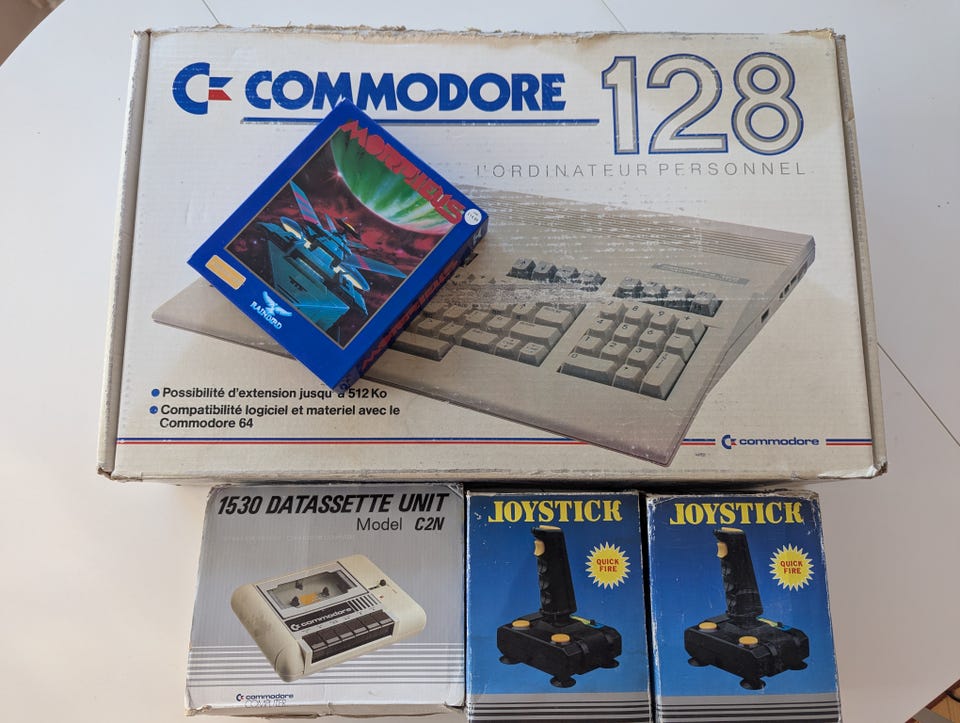 COMMODORE 128
L'ORDINATEUR PERSONNEL
MORPHEUS
RAINBIRD
Possibilité d'extension jusqu'à 512 Ko
Compatibilité logiciel et materiel avec le
Commodore 64
commodore
1530 DATASSETTE UNIT
Model C2N
commodore
commodore
COMPUTER
JOYSTICK
QUICK
FIRE
JOYSTICK
QUICK
FIRE